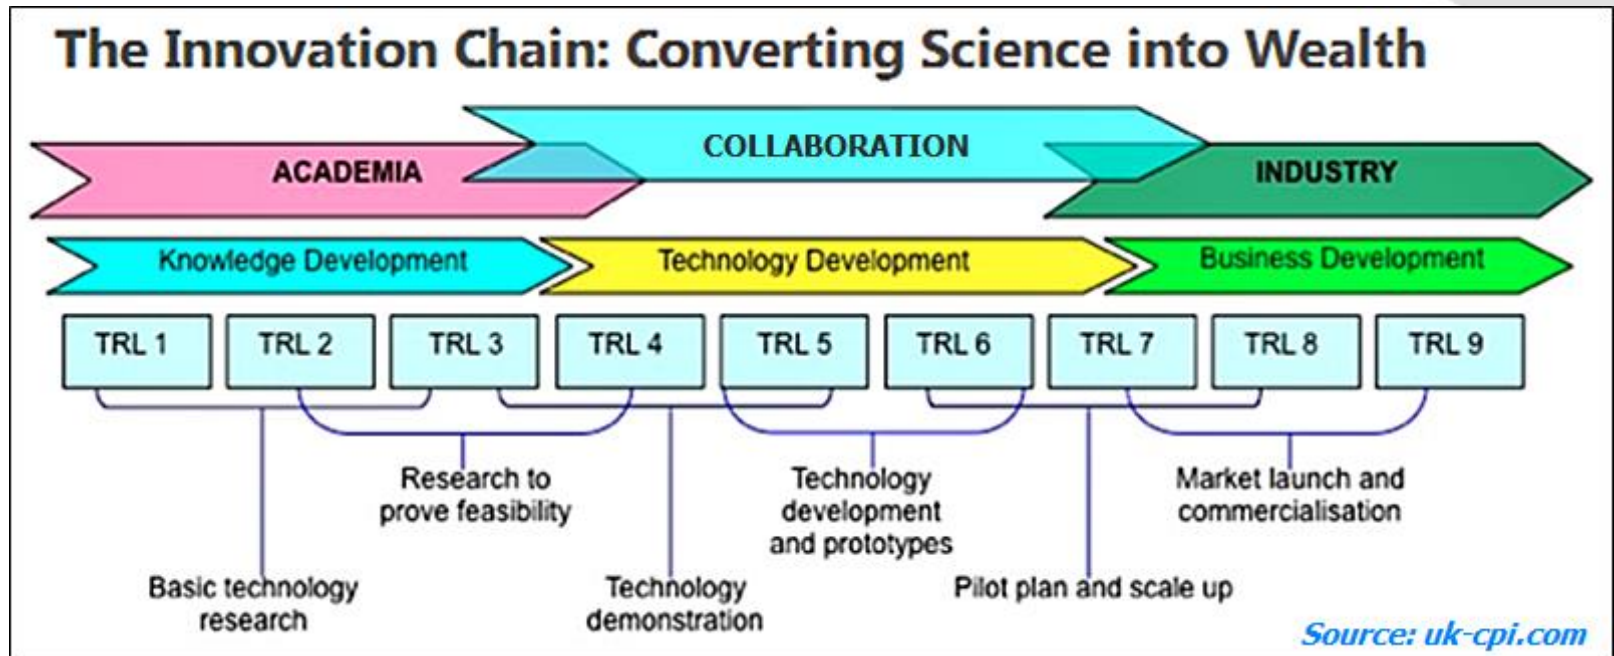 The Innovation Chain: Converting Science into Wealth
COLLABORATION
ACADEMIA
INDUSTRY
Knowledge Development
Technology Development
Business Development
TRL 1
TRL 2
TRL 3
TRL 4
TRL 5
TRL 6
TRL 7
TRL 8
TRL 9
Research to
prove feasibility
Technology
development
and prototypes
Market launch and
commercialisation
Basic technology
research
Technology
demonstration
Pilot plan and scale up
Source: uk-cpi.com